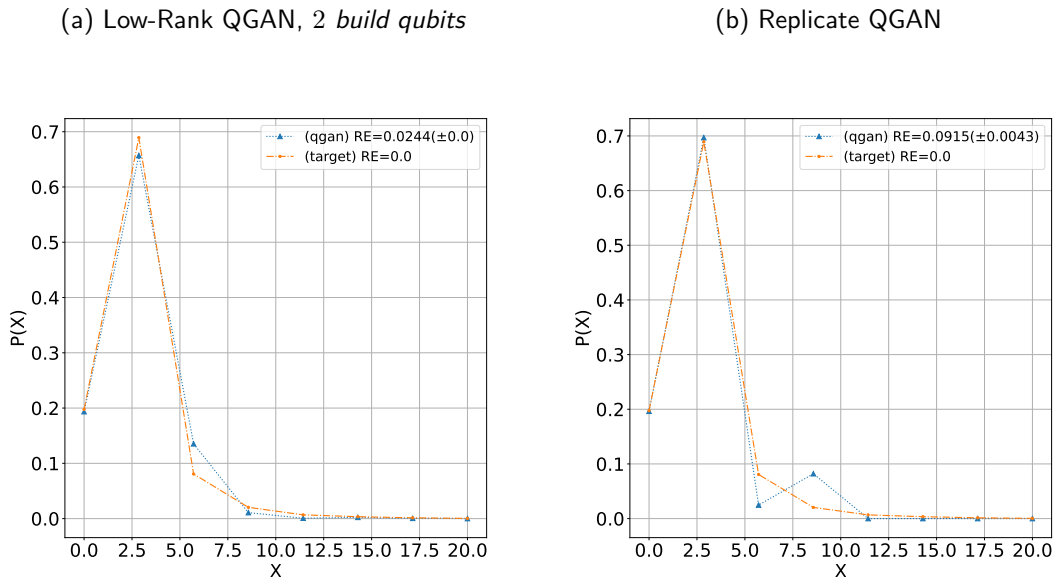 (a) Low-Rank QGAN, 2 build qubits
(b) Replicate QGAN
(qgan) RE=0.0244(±0.0)
(target) RE=0.0
0.7
0.6
0.5
0.4
0.3
0.2
0.1
0.0
P(X)
0.0 2.5 5.0 7.5 10.0 12.5 15.0 17.5 20.0
X
(qgan) RE=0.0915(±0.0043)
(target) RE=0.0
0.7
0.6
0.5
0.4
0.3
0.2
0.1
0.0
P(X)
0.0 2.5 5.0 7.5 10.0 12.5 15.0 17.5 20.0
X